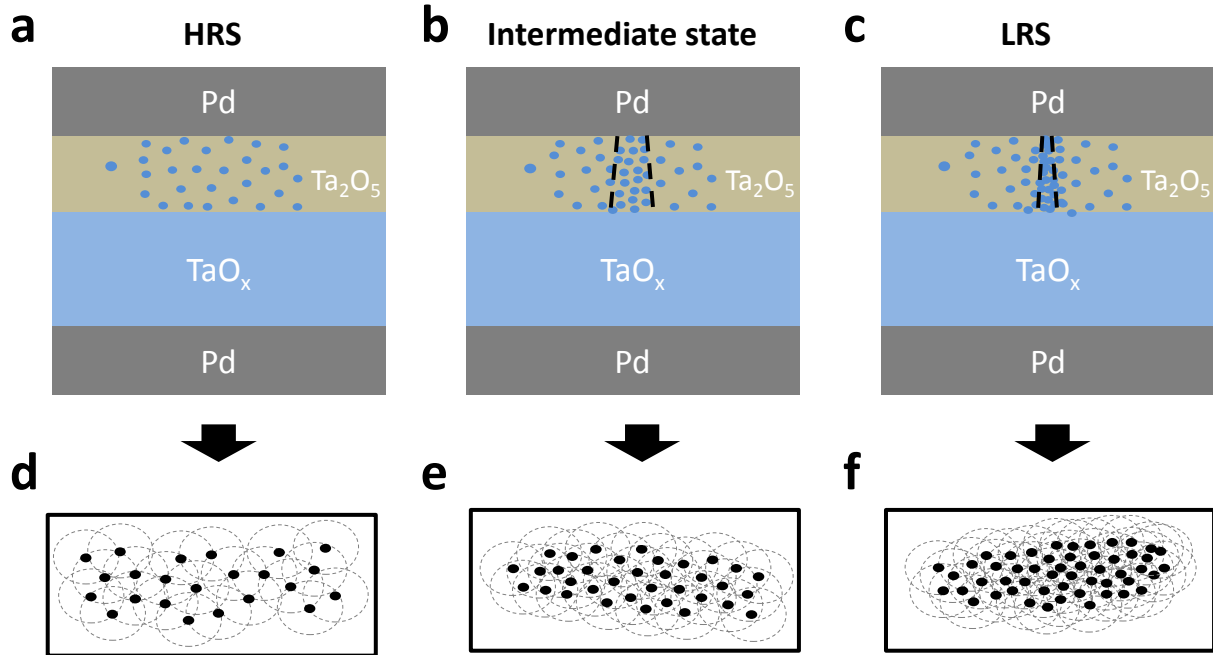 a HRS
b Intermediate state
c LRS
Pd
Pd
Pd
Ta₂O₅
Ta₂O₅
Ta₂O₅
TaOₓ
TaOₓ
TaOₓ
Pd
Pd
Pd
d
e
f